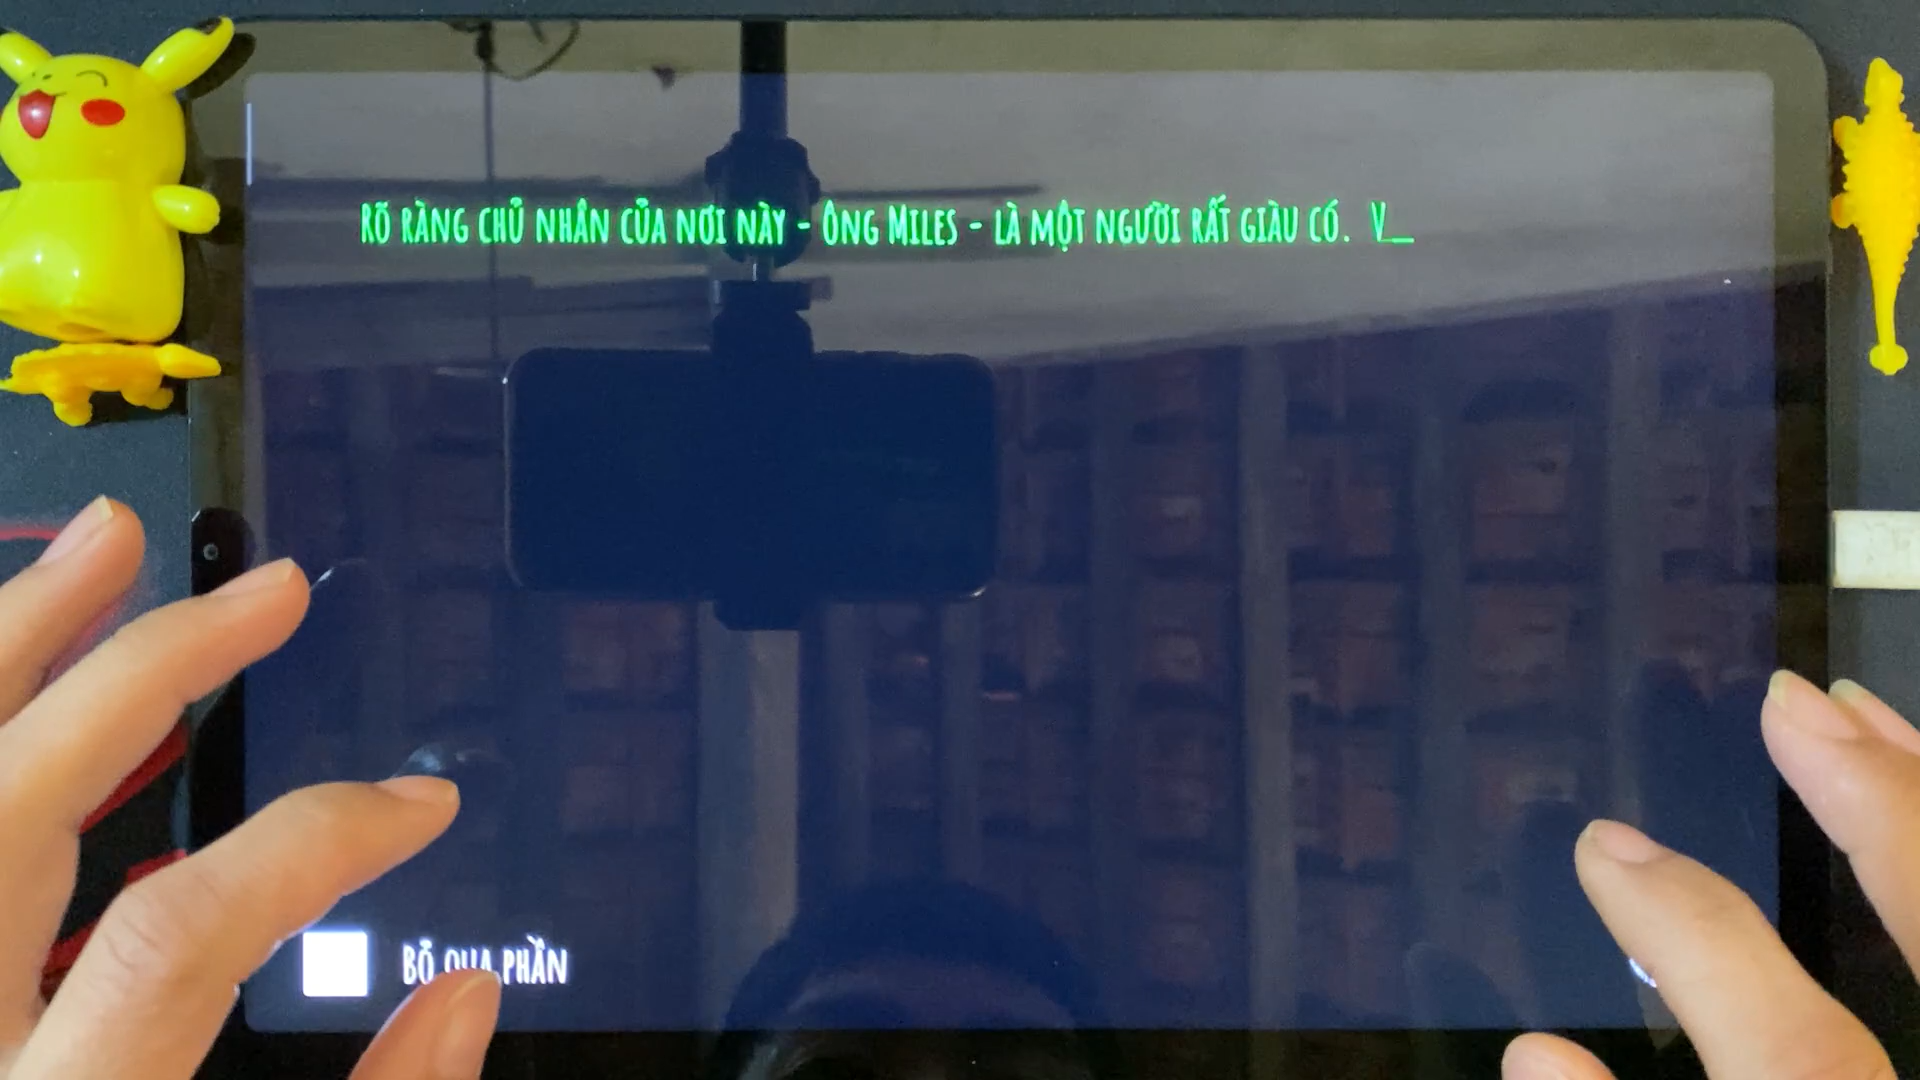 RÕ RÀNG CHỦ NHÂN CỦA NƠI NÀY - ÔNG MILES - LÀ MỘT NGƯỜI RẤT GIÀU CÓ. V_
BỎ QUA PHẦN